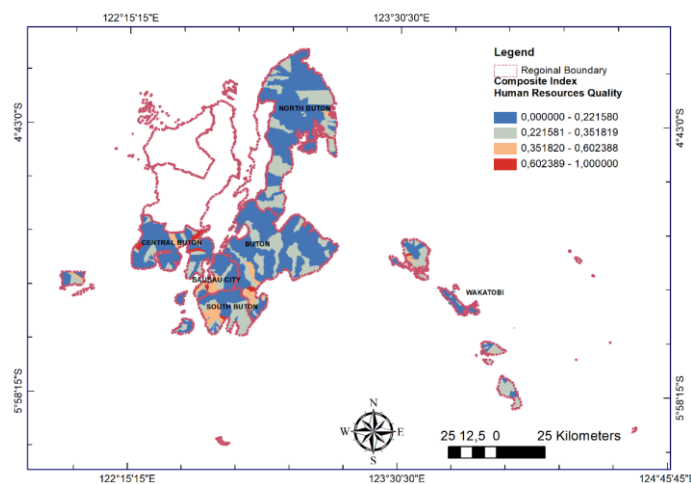 122°15'15"E 123°30'30"E
Legend
Regoinal Boundary
Composite Index
Human Resources Quality
0,000000 - 0,221580
0,221581 - 0,351819
0,351820 - 0,602388
0,602389 - 1,000000
4°43'0"S
4°43'0"S
NORTH BUTON
CENTRAL BUTON
BUTON
BAUBAU CITY
WAKATOBI
SOUTH BUTON
5°58'15"S
5°58'15"S
N
W E
S
25 12,5 0 25 Kilometers
122°15'15"E 123°30'30"E 124°45'45"E